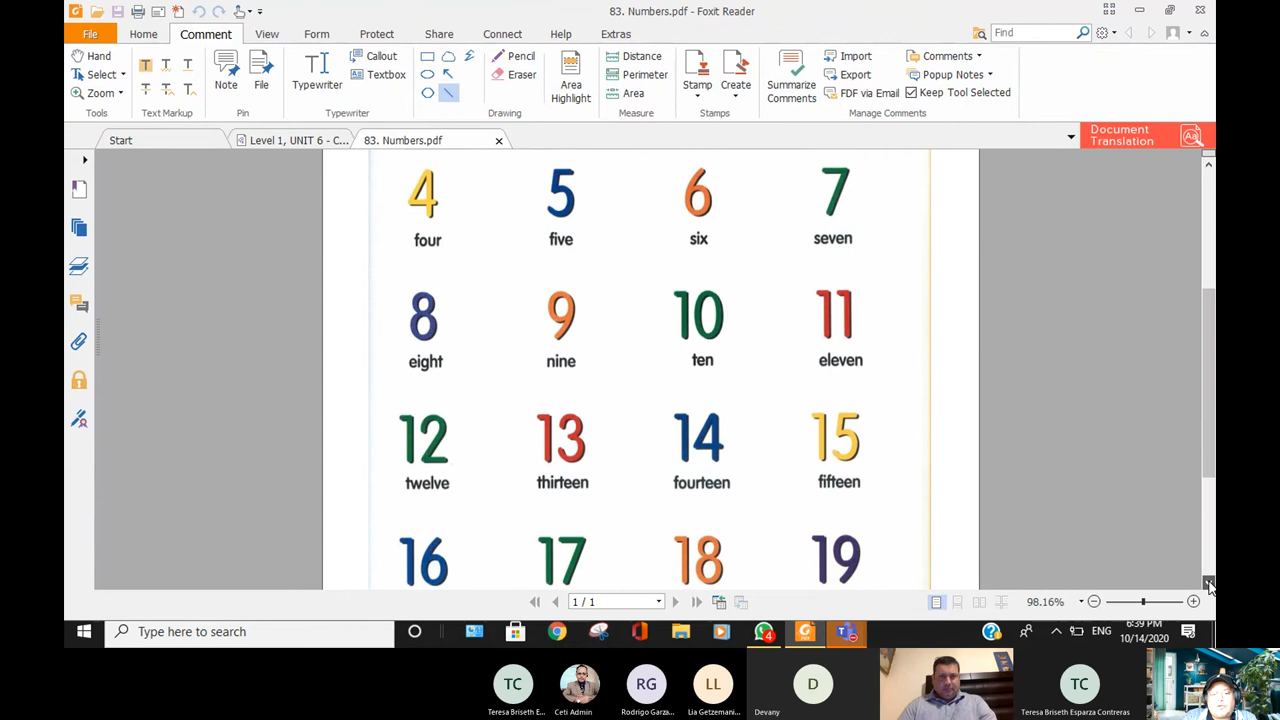 83. Numbers.pdf - Foxit Reader
File Home Comment View Form Protect Share Connect Help Extras Find
Hand
Select
Zoom
Tools
Text Markup
Note
File
Pin
Typewriter
Callout
Textbox
Typewriter
Pencil
Eraser
Area
Highlight
Drawing
Distance
Perimeter
Area
Measure
Stamp
Create
Stamps
Summarize
Comments
Import
Export
FDF via Email
Comments
Popup Notes
Keep Tool Selected
Manage Comments
Start
Level 1, UNIT 6 - C...
83. Numbers.pdf
Document
Translation
4 5 6 7
four five six seven
8 9 10 11
eight nine ten eleven
12 13 14 15
twelve thirteen fourteen fifteen
16 17 18 19
1 / 1
98.16%
Type here to search
4
ENG
6:39 PM
10/14/2020
TC
Teresa Briseth E...
Ceti Admin
RG
Rodrigo Garza...
LL
Lia Getzemani...
D
Devany
TC
Teresa Briseth Esparza Contreras